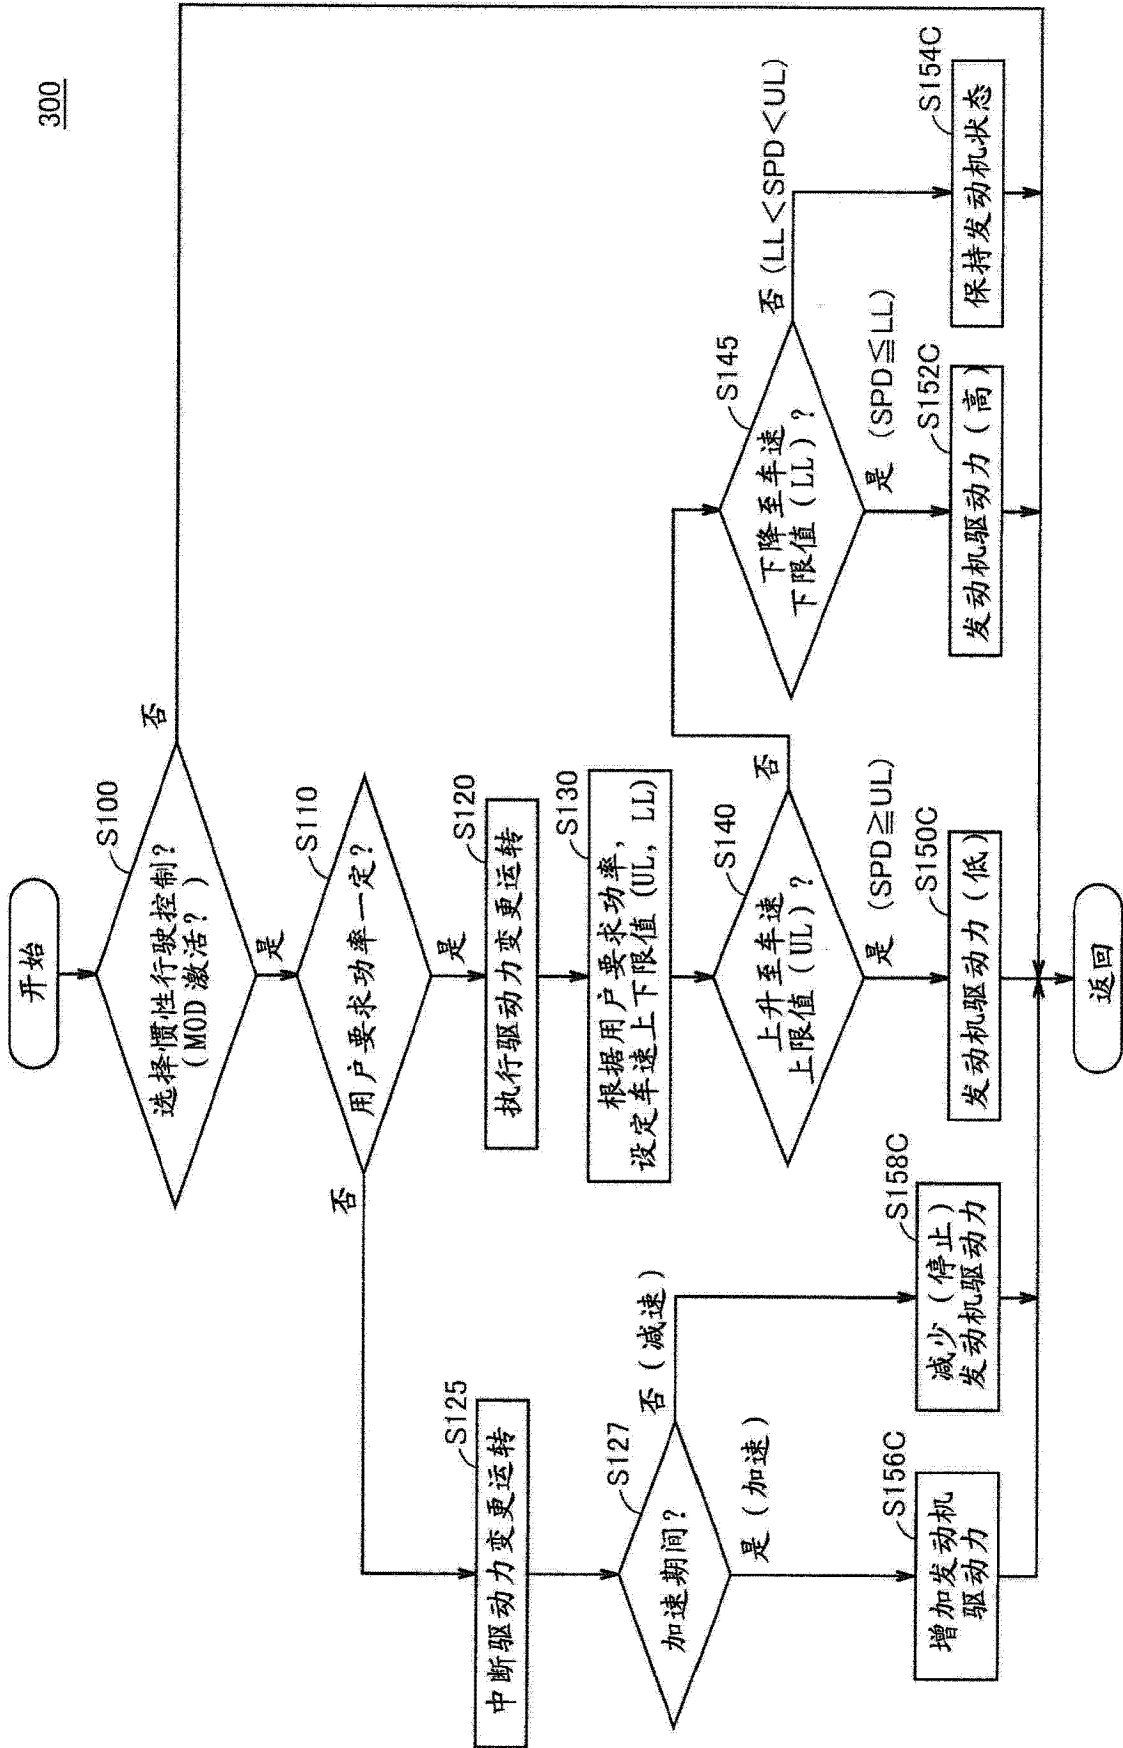 300
开始
S100
选择惯性行驶控制?
(MOD 激活?)
否
是
S110
用户要求功率一定?
否
是
S120
执行驱动力变更运转
S130
根据用户要求功率,
设定车速上下限值(UL, LL)
S140
上升至车速
上限值(UL)?
否
是 (SPD≧UL)
S145
下降至车速
下限值(LL)?
否(LL<SPD<UL)
是 (SPD≦LL)
S125
中断驱动力变更运转
S127
加速期间?
否(减速)
是(加速)
S156C
增加发动机
驱动力
S158C
减少(停止)
发动机驱动力
S150C
发动机驱动力(低)
S152C
发动机驱动力(高)
S154C
保持发动机状态
返回